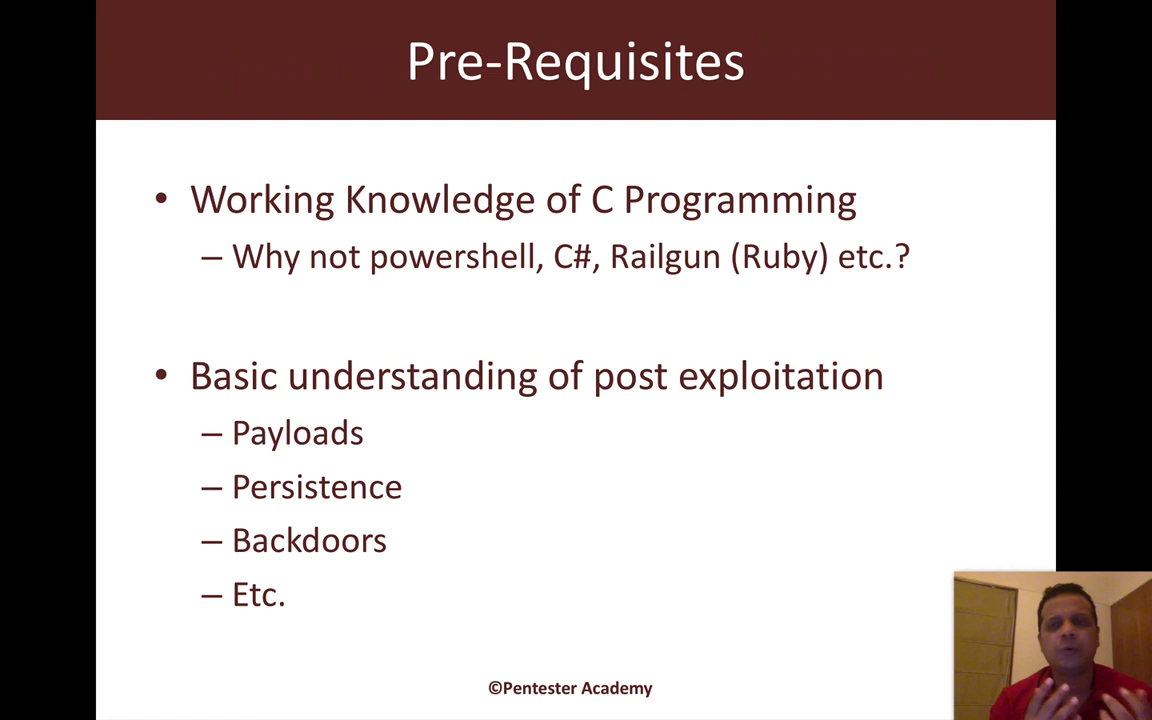 Pre-Requisites
• Working Knowledge of C Programming
– Why not powershell, C#, Railgun (Ruby) etc.?
• Basic understanding of post exploitation
– Payloads
– Persistence
– Backdoors
– Etc.
©Pentester Academy